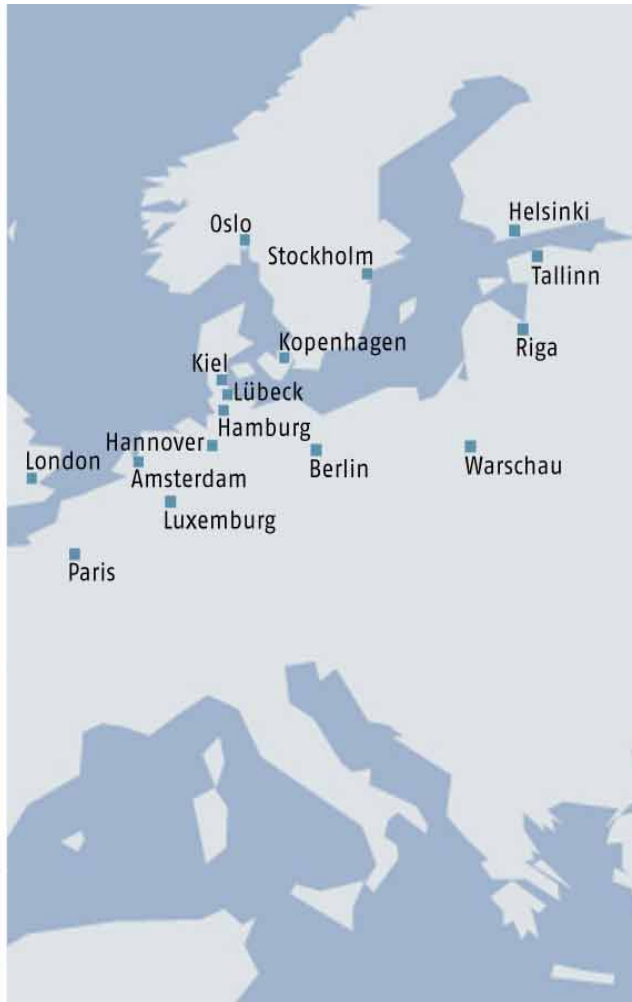 Helsinki
Oslo
Stockholm
Tallinn
Kopenhagen
Riga
Kiel
Lübeck
Hamburg
Hannover
London
Amsterdam
Berlin
Warschau
Luxemburg
Paris